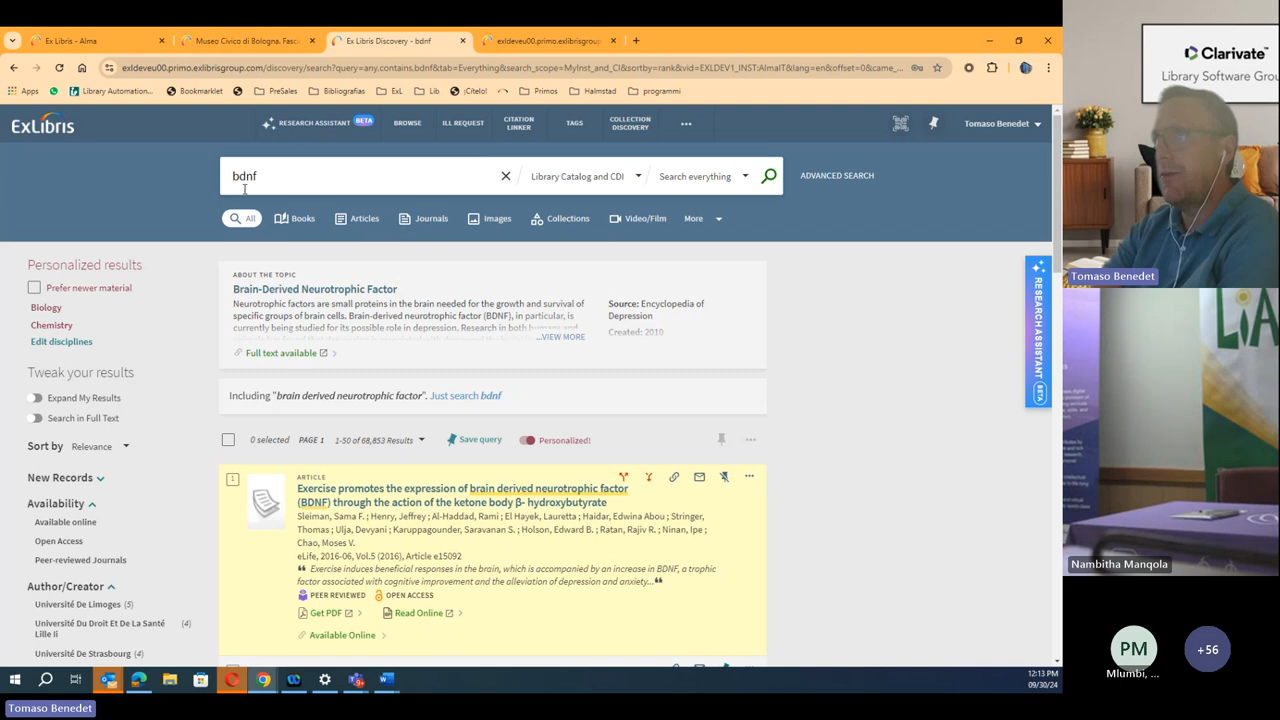 Ex Libris - Alma
Museo Civico di Bologna. Fasc
Ex Libris Discovery - bdnf
exldeveu00.primo.exlibrisgroup
exldeveu00.primo.exlibrisgroup.com/discovery/search?query=any,contains,bdnf&tab=Everything&search_scope=MyInst_and_CI&sortby=rank&vid=EXLDEV1_INST:AlmaIT&lang=en&offset=0&came_...
Apps
Library Automation...
Bookmarklet
PreSales
Bibliografias
ExL
Lib
¡Cítelo!
Primos
Halmstad
programmi
ExLibris
RESEARCH ASSISTANT BETA
BROWSE
ILL REQUEST
CITATION
LINKER
TAGS
COLLECTION
DISCOVERY
Tomaso Benedet
bdnf
Library Catalog and CDI
Search everything
ADVANCED SEARCH
All
Books
Articles
Journals
Images
Collections
Video/Film
More
Personalized results
Prefer newer material
Biology
Chemistry
Edit disciplines
Tweak your results
Expand My Results
Search in Full Text
Sort by Relevance
New Records
Availability
Available online
Open Access
Peer-reviewed Journals
Author/Creator
Université De Limoges (5)
Université Du Droit Et De La Santé (4)
Lille Ii
Université De Strasbourg (4)
ABOUT THE TOPIC
Brain-Derived Neurotrophic Factor
Neurotrophic factors are small proteins in the brain needed for the growth and survival of
specific groups of brain cells. Brain-derived neurotrophic factor (BDNF), in particular, is
currently being studied for its possible role in depression. Research in both humans and
...VIEW MORE
Source: Encyclopedia of
Depression
Created: 2010
Full text available
Including "brain derived neurotrophic factor". Just search bdnf
0 selected PAGE 1 1-50 of 68,853 Results
Save query
Personalized!
1
ARTICLE
Exercise promotes the expression of brain derived neurotrophic factor
(BDNF) through the action of the ketone body β- hydroxybutyrate
Sleiman, Sama F. ; Henry, Jeffrey ; Al-Haddad, Rami ; El Hayek, Lauretta ; Haidar, Edwina Abou ; Stringer,
Thomas ; Ulja, Devyani ; Karuppagounder, Saravanan S. ; Holson, Edward B. ; Ratan, Rajiv R. ; Ninan, Ipe ;
Chao, Moses V.
eLife, 2016-06, Vol.5 (2016), Article e15092
❝ Exercise induces beneficial responses in the brain, which is accompanied by an increase in BDNF, a trophic
factor associated with cognitive improvement and the alleviation of depression and anxiety...❞
PEER REVIEWED OPEN ACCESS
Get PDF
Read Online
Available Online
RESEARCH ASSISTANT BETA
12:13 PM
09/30/24
Tomaso Benedet
Clarivate
Library Software Grou
Tomaso Benedet
LiA
Nambitha Manqola
PM
Mlumbi, ...
+56